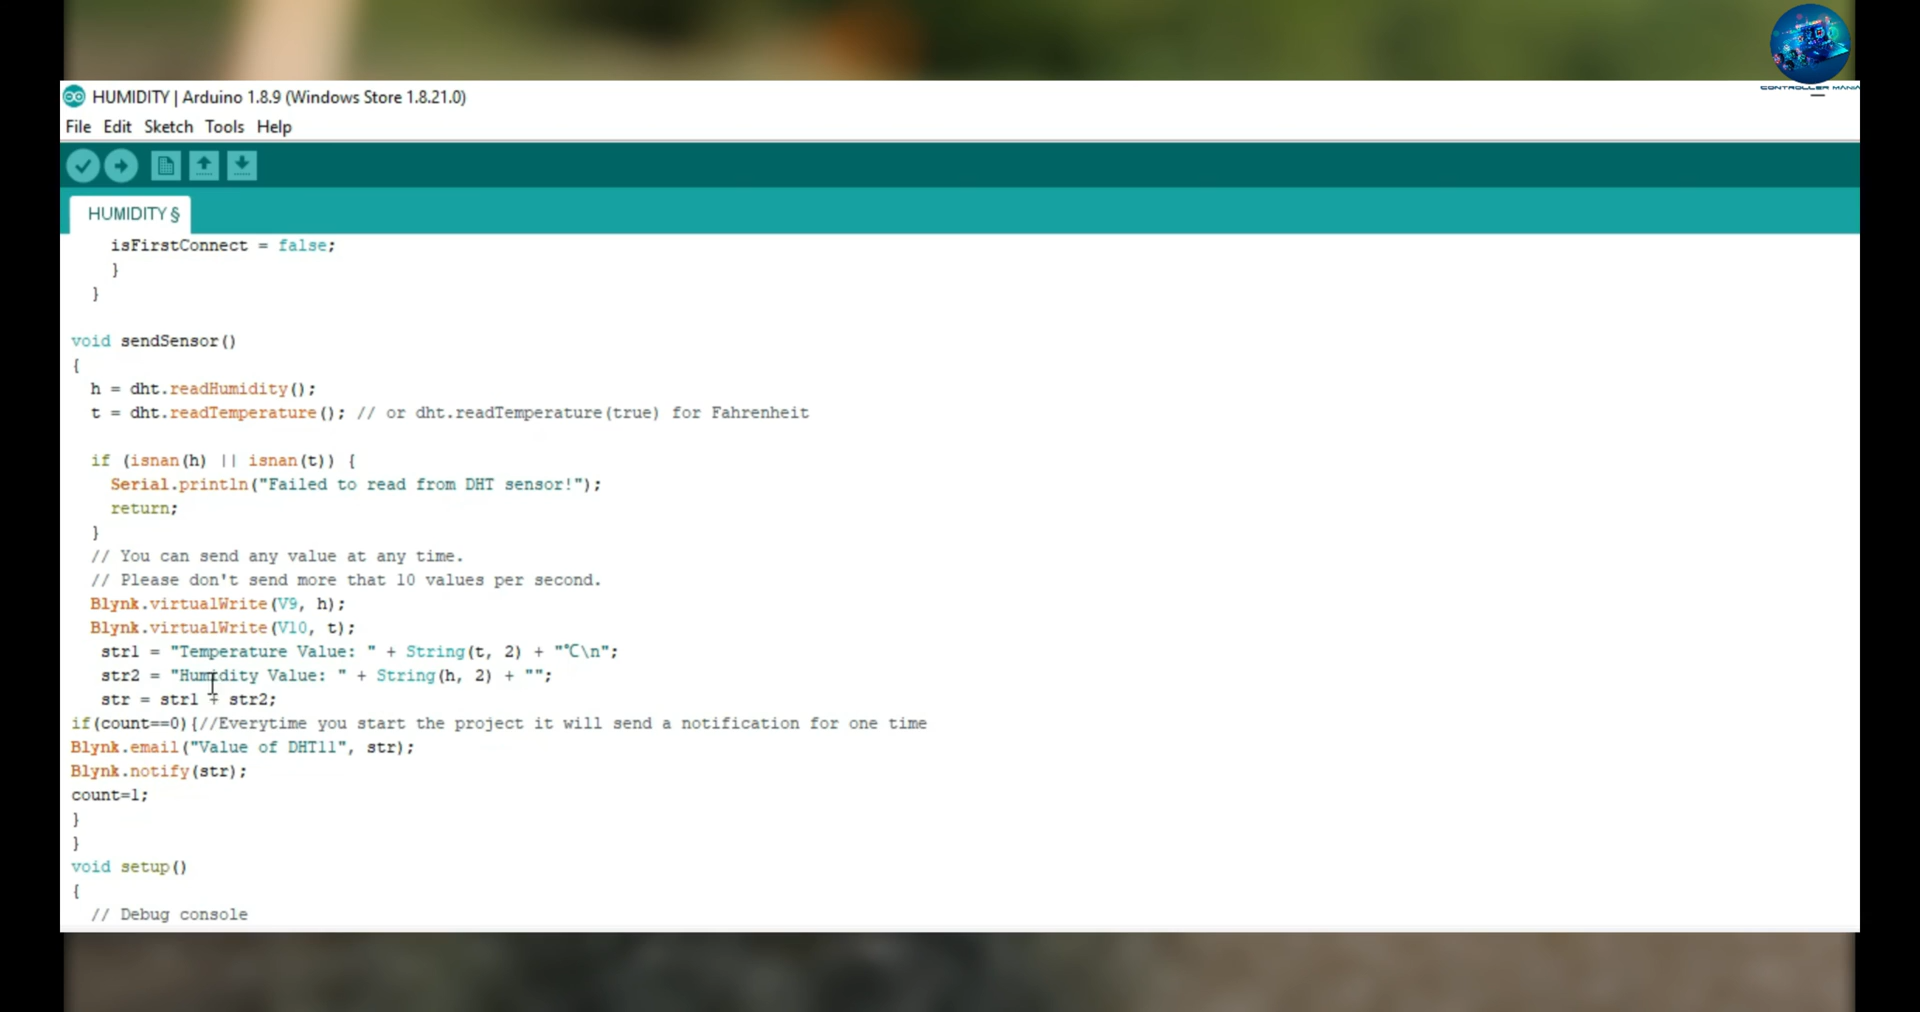 CONTROLLER MANIA
HUMIDITY | Arduino 1.8.9 (Windows Store 1.8.21.0)
File Edit Sketch Tools Help
HUMIDITY §
isFirstConnect = false;
}
}
void sendSensor()
{
h = dht.readHumidity();
t = dht.readTemperature(); // or dht.readTemperature(true) for Fahrenheit
if (isnan(h) || isnan(t)) {
Serial.println("Failed to read from DHT sensor!");
return;
}
// You can send any value at any time.
// Please don't send more that 10 values per second.
Blynk.virtualWrite(V9, h);
Blynk.virtualWrite(V10, t);
str1 = "Temperature Value: " + String(t, 2) + "℃\n";
str2 = "Humidity Value: " + String(h, 2) + "";
str = str1 + str2;
if(count==0){//Everytime you start the project it will send a notification for one time
Blynk.email("Value of DHT11", str);
Blynk.notify(str);
count=1;
}
}
void setup()
{
// Debug console